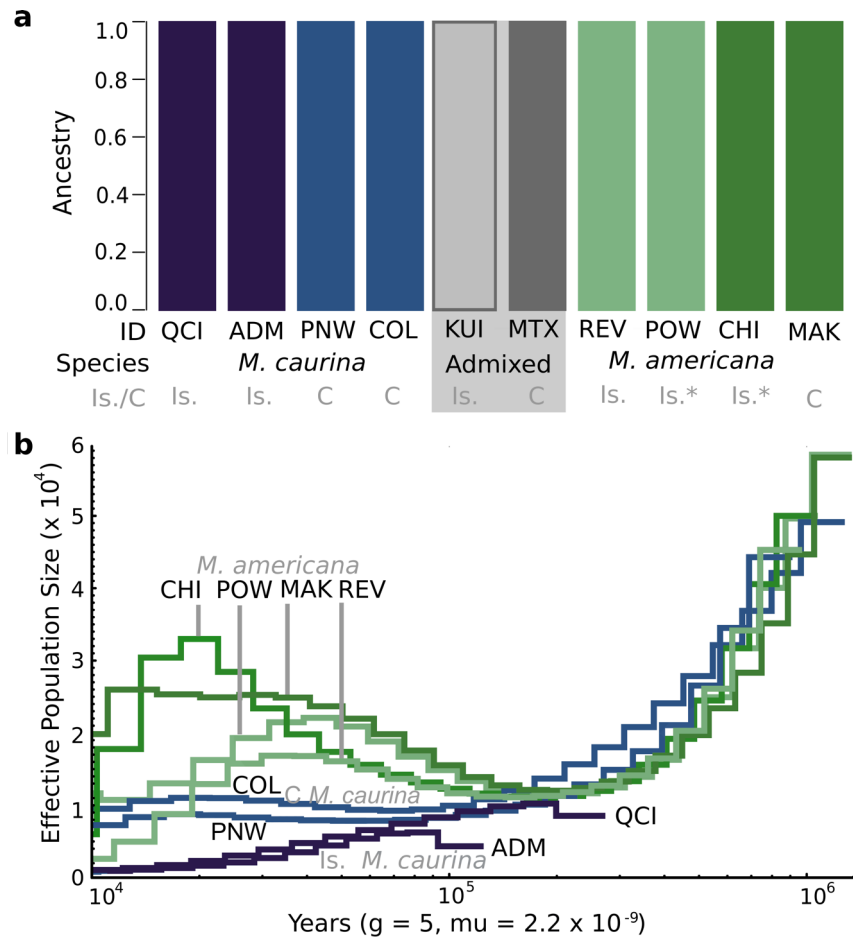 a
1.0
0.8
0.6
0.4
0.2
0.0
Ancestry
ID QCI ADM PNW COL KUI MTX REV POW CHI MAK
Species M. caurina Admixed M. americana
Is./C Is. Is. C C Is. C Is. Is.* Is.* C
b
6
5
4
3
2
1
0
Effective Population Size (x 10⁴)
M. americana
CHI POW MAK REV
COL
C M. caurina
PNW
QCI
ADM
Is. M. caurina
10⁴ 10⁵ 10⁶
Years (g = 5, mu = 2.2 x 10⁻⁹)